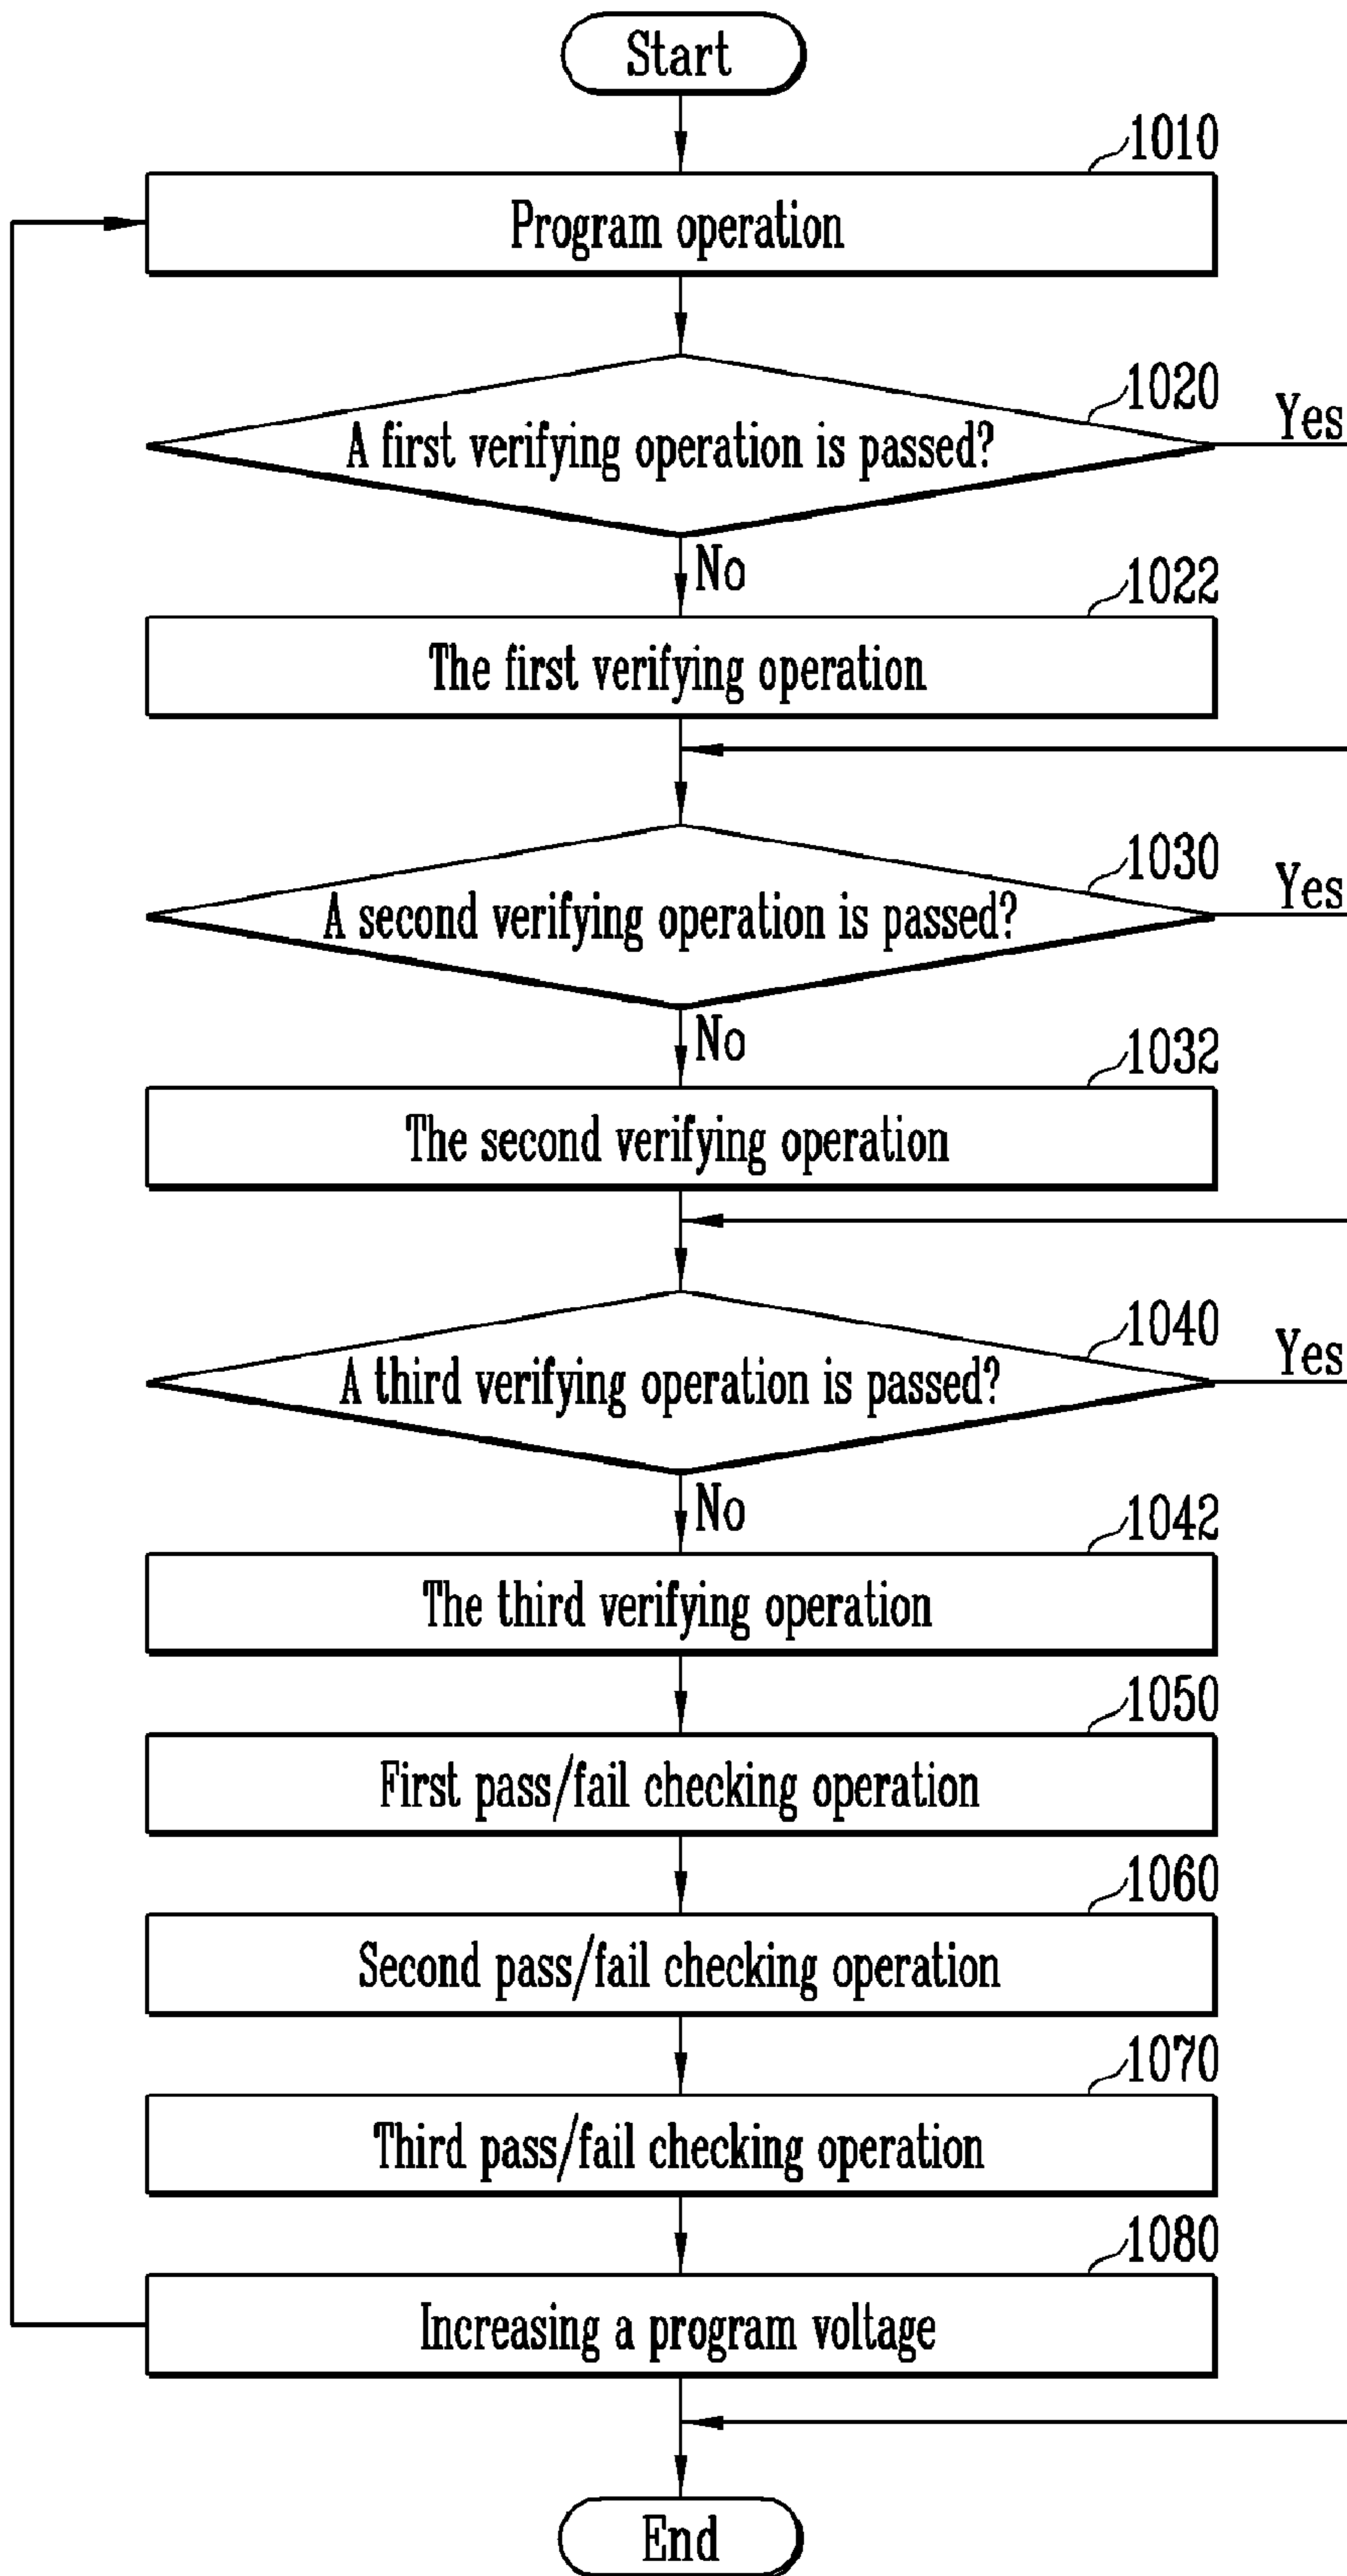 Start
1010
Program operation
1020
Yes
A first verifying operation is passed?
No
1022
The first verifying operation
1030
Yes
A second verifying operation is passed?
No
1032
The second verifying operation
1040
Yes
A third verifying operation is passed?
No
1042
The third verifying operation
1050
First pass/fail checking operation
1060
Second pass/fail checking operation
1070
Third pass/fail checking operation
1080
Increasing a program voltage
End